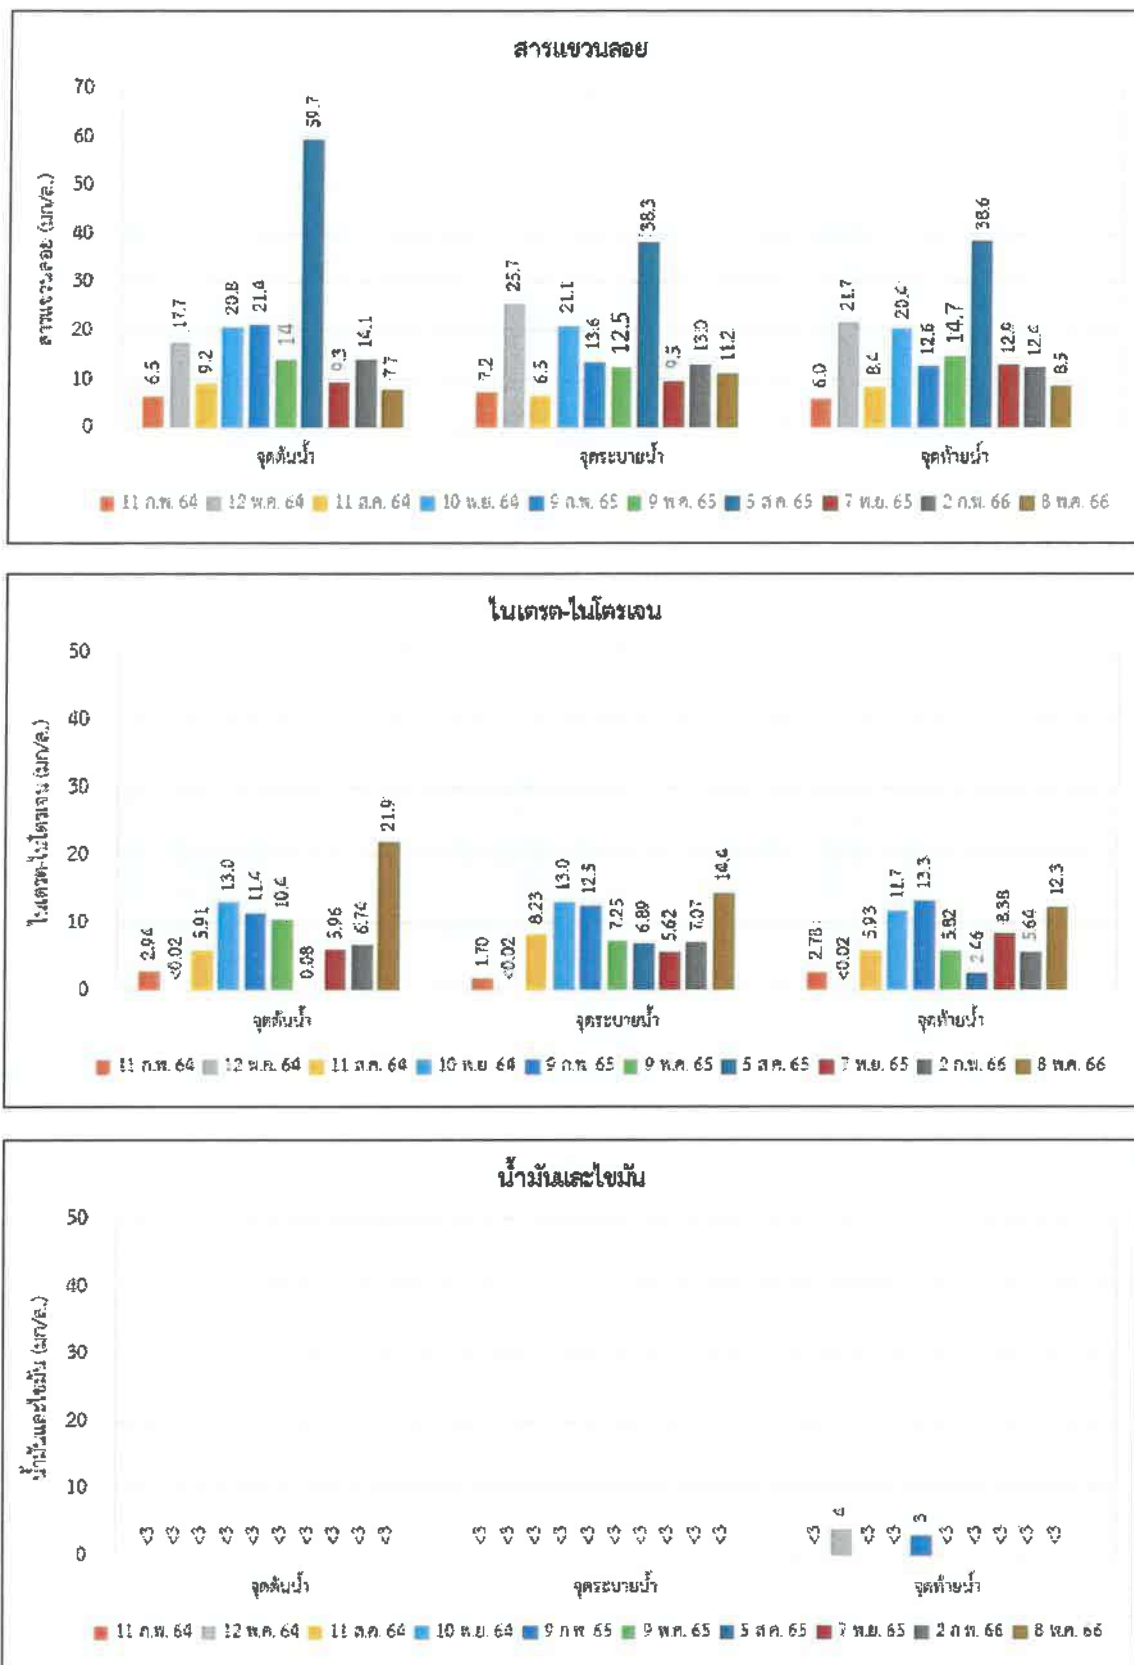 สารแขวนลอย
สารแขวนลอย (มก/ล.)
70
60
50
40
30
20
10
0
6.5 17.7 9.2 20.8 21.4 14 59.7 9.3 14.1 7.7
7.2 25.7 6.5 21.1 13.6 12.5 38.3 9.5 13.0 11.2
6.0 21.7 8.4 20.4 12.6 14.7 38.6 12.9 12.4 8.5
จุดต้นน้ำ จุดระบายน้ำ จุดท้ายน้ำ
11 ก.พ. 64 12 พ.ค. 64 11 ส.ค. 64 10 พ.ย. 64 9 ก.พ. 65 9 พ.ค. 65 5 ส.ค. 65 7 พ.ย. 65 2 ก.พ. 66 8 พ.ค. 66
ไนเตรต-ไนโตรเจน
ไนเตรต-ไนโตรเจน (มก/ล.)
50
40
30
20
10
0
2.94 <0.02 5.91 13.0 11.4 10.4 0.08 5.96 6.74 21.9
1.70 <0.02 8.23 13.0 12.5 7.25 6.89 5.62 7.07 14.4
2.78 <0.02 5.93 11.7 13.3 5.82 2.46 8.38 5.64 12.3
จุดต้นน้ำ จุดระบายน้ำ จุดท้ายน้ำ
11 ก.พ. 64 12 พ.ค. 64 11 ส.ค. 64 10 พ.ย. 64 9 ก.พ. 65 9 พ.ค. 65 5 ส.ค. 65 7 พ.ย. 65 2 ก.พ. 66 8 พ.ค. 66
น้ำมันและไขมัน
น้ำมันและไขมัน (มก/ล.)
50
40
30
20
10
0
<3 <3 <3 <3 <3 <3 <3 <3 <3 <3
<3 <3 <3 <3 <3 <3 <3 <3 <3 <3
<3 4 <3 <3 3 <3 <3 <3 <3 <3
จุดต้นน้ำ จุดระบายน้ำ จุดท้ายน้ำ
11 ก.พ. 64 12 พ.ค. 64 11 ส.ค. 64 10 พ.ย. 64 9 ก.พ. 65 9 พ.ค. 65 5 ส.ค. 65 7 พ.ย. 65 2 ก.พ. 66 8 พ.ค. 66